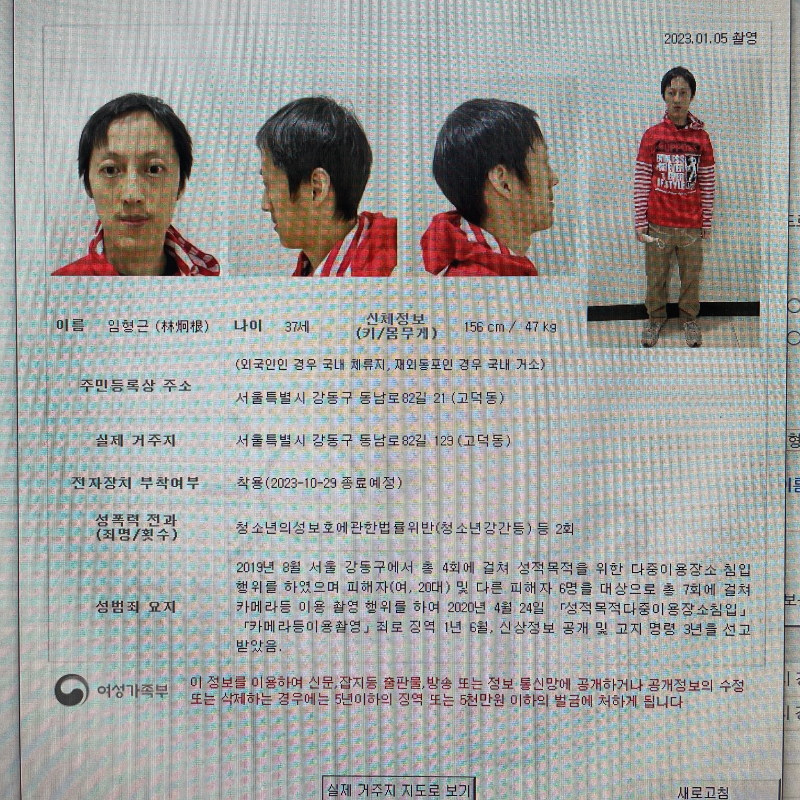 2023.01.05 촬영
이름 임형근 (林炯根) 나이 37세 신체정보 (키/몸무게) 156 cm / 47 kg
(외국인인 경우 국내 체류지, 재외동포인 경우 국내 거소)
주민등록상 주소
서울특별시 강동구 동남로82길 21 (고덕동)
실제 거주지 서울특별시 강동구 동남로82길 129 (고덕동)
전자장치 부착여부 착용(2023-10-29 종료예정)
성폭력 전과
(죄명/횟수)
청소년의성보호에관한법률위반(청소년강간등) 등 2회
성범죄 요지
2019년 8월 서울 강동구에서 총 4회에 걸쳐 성적목적을 위한 다중이용장소 침입
행위를 하였으며 피해자(여, 20대) 및 다른 피해자 6명을 대상으로 총 7회에 걸쳐
카메라등 이용 촬영 행위를 하여 2020년 4월 24일 「성적목적다중이용장소침입」
「카메라등이용촬영」죄로 징역 1년 6월, 신상정보 공개 및 고지 명령 3년을 선고
받았음.
여성가족부
이 정보를 이용하여 신문,잡지등 출판물,방송 또는 정보 통신망에 공개하거나 공개정보의 수정
또는 삭제하는 경우에는 5년이하의 징역 또는 5천만원 이하의 벌금에 처하게 됩니다
실제 거주지 지도로 보기
새로고침